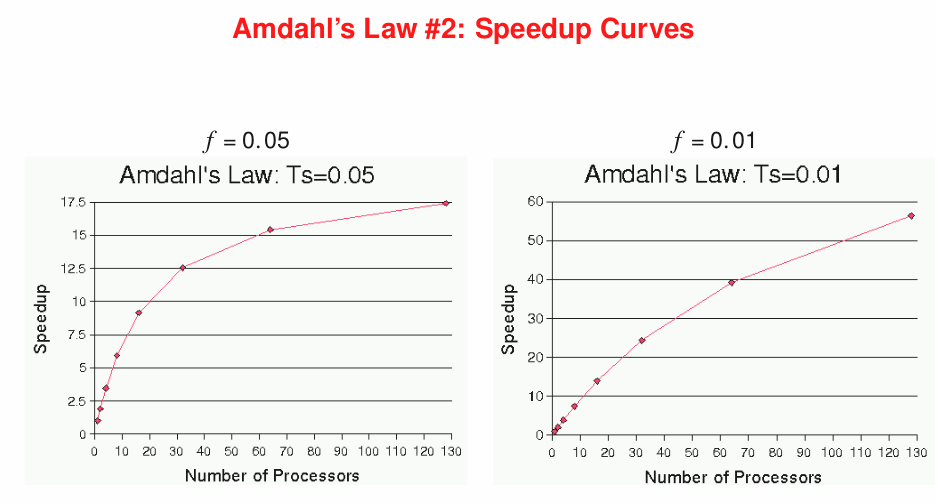 Amdahl’s Law #2: Speedup Curves
f = 0.05
Amdahl's Law: Ts=0.05
17.5
15
12.5
10
7.5
5
2.5
0
Speedup
0 10 20 30 40 50 60 70 80 90 100 110 120 130
Number of Processors
f = 0.01
Amdahl's Law: Ts=0.01
60
50
40
30
20
10
0
Speedup
0 10 20 30 40 50 60 70 80 90 100 110 120 130
Number of Processors